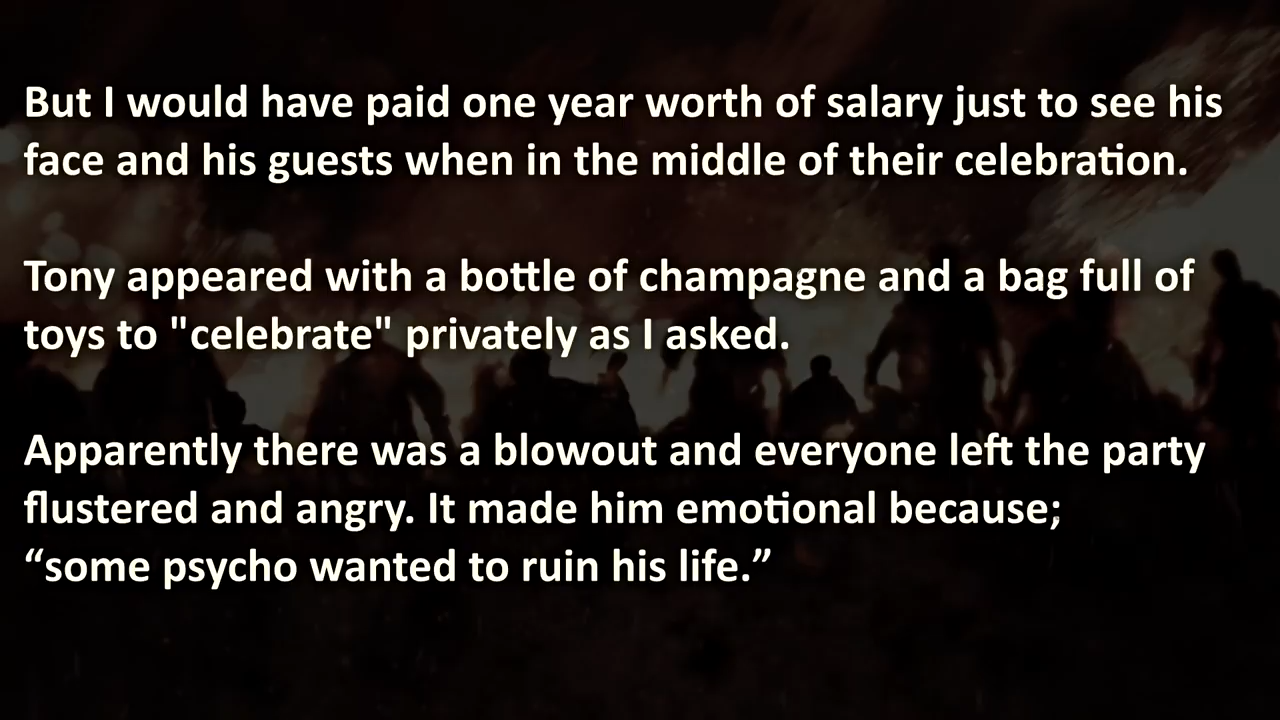 But I would have paid one year worth of salary just to see his
face and his guests when in the middle of their celebration.
Tony appeared with a bottle of champagne and a bag full of
toys to "celebrate" privately as I asked.
Apparently there was a blowout and everyone left the party
flustered and angry. It made him emotional because;
“some psycho wanted to ruin his life.”